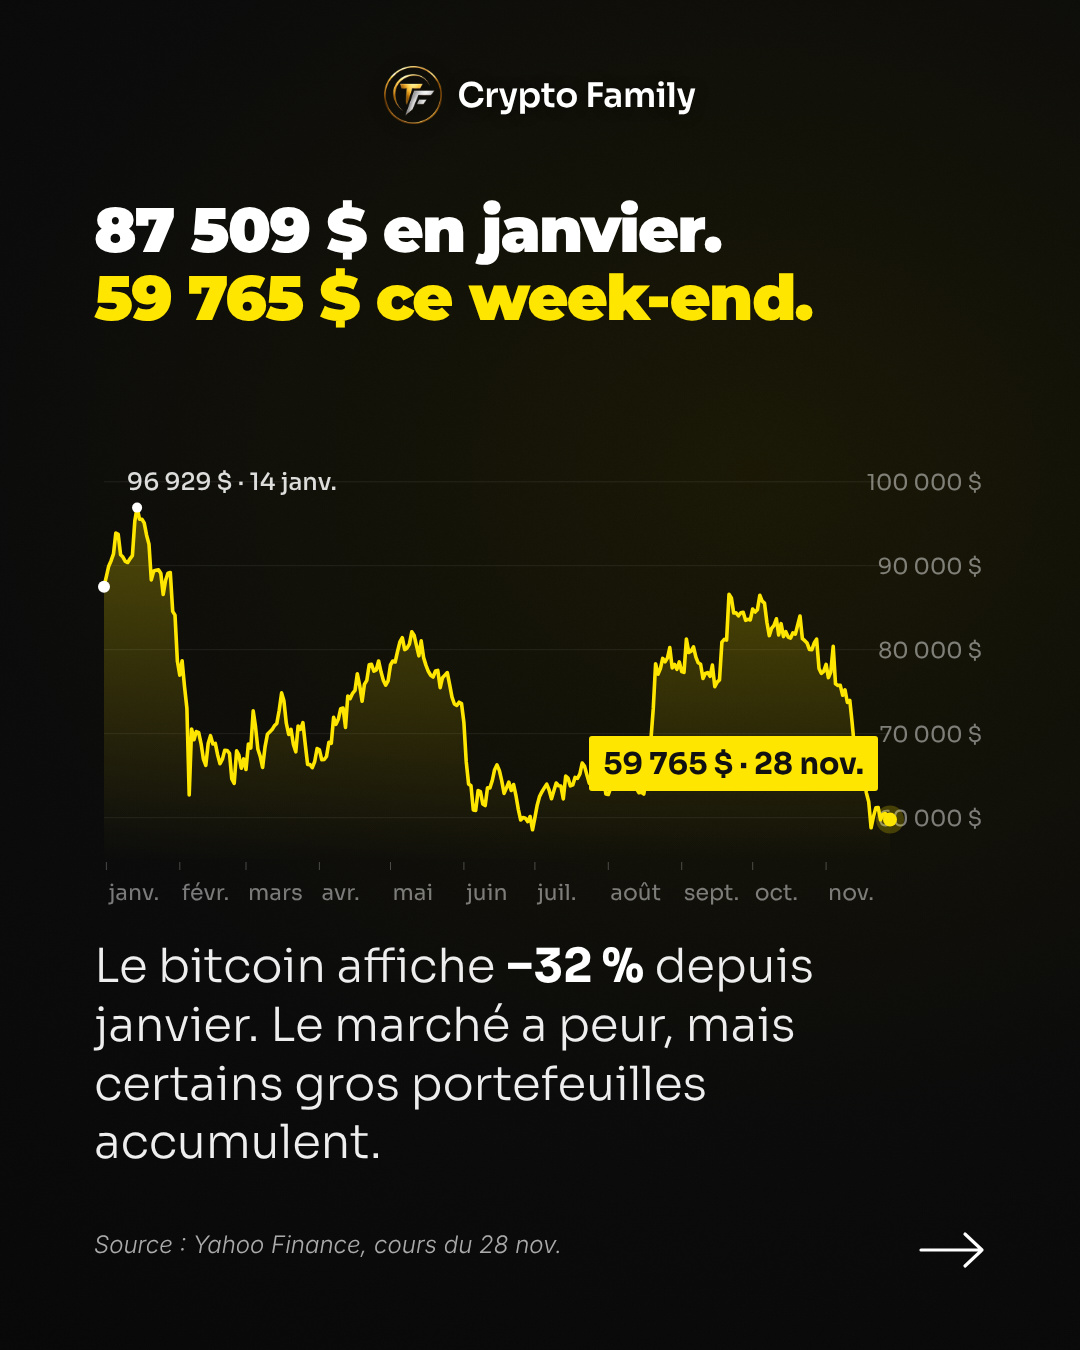 TF Crypto Family
87 509 $ en janvier.
59 765 $ ce week-end.
96 929 $ · 14 janv.
100 000 $
90 000 $
80 000 $
70 000 $
59 765 $ · 28 nov.
0 000 $
janv. févr. mars avr. mai juin juil. août sept. oct. nov.
Le bitcoin affiche −32 % depuis
janvier. Le marché a peur, mais
certains gros portefeuilles
accumulent.
Source : Yahoo Finance, cours du 28 nov.